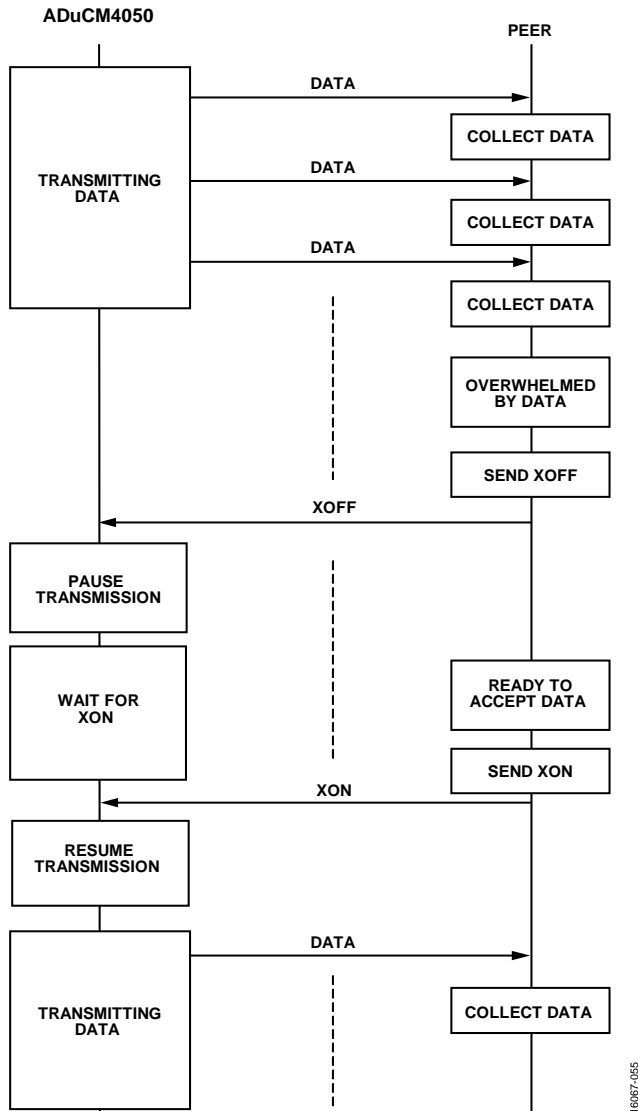 ADuCM4050
PEER
DATA
COLLECT DATA
TRANSMITTING
DATA
DATA
COLLECT DATA
DATA
COLLECT DATA
OVERWHELMED
BY DATA
SEND XOFF
XOFF
PAUSE
TRANSMISSION
WAIT FOR
XON
READY TO
ACCEPT DATA
SEND XON
XON
RESUME
TRANSMISSION
DATA
TRANSMITTING
DATA
COLLECT DATA
16067-055